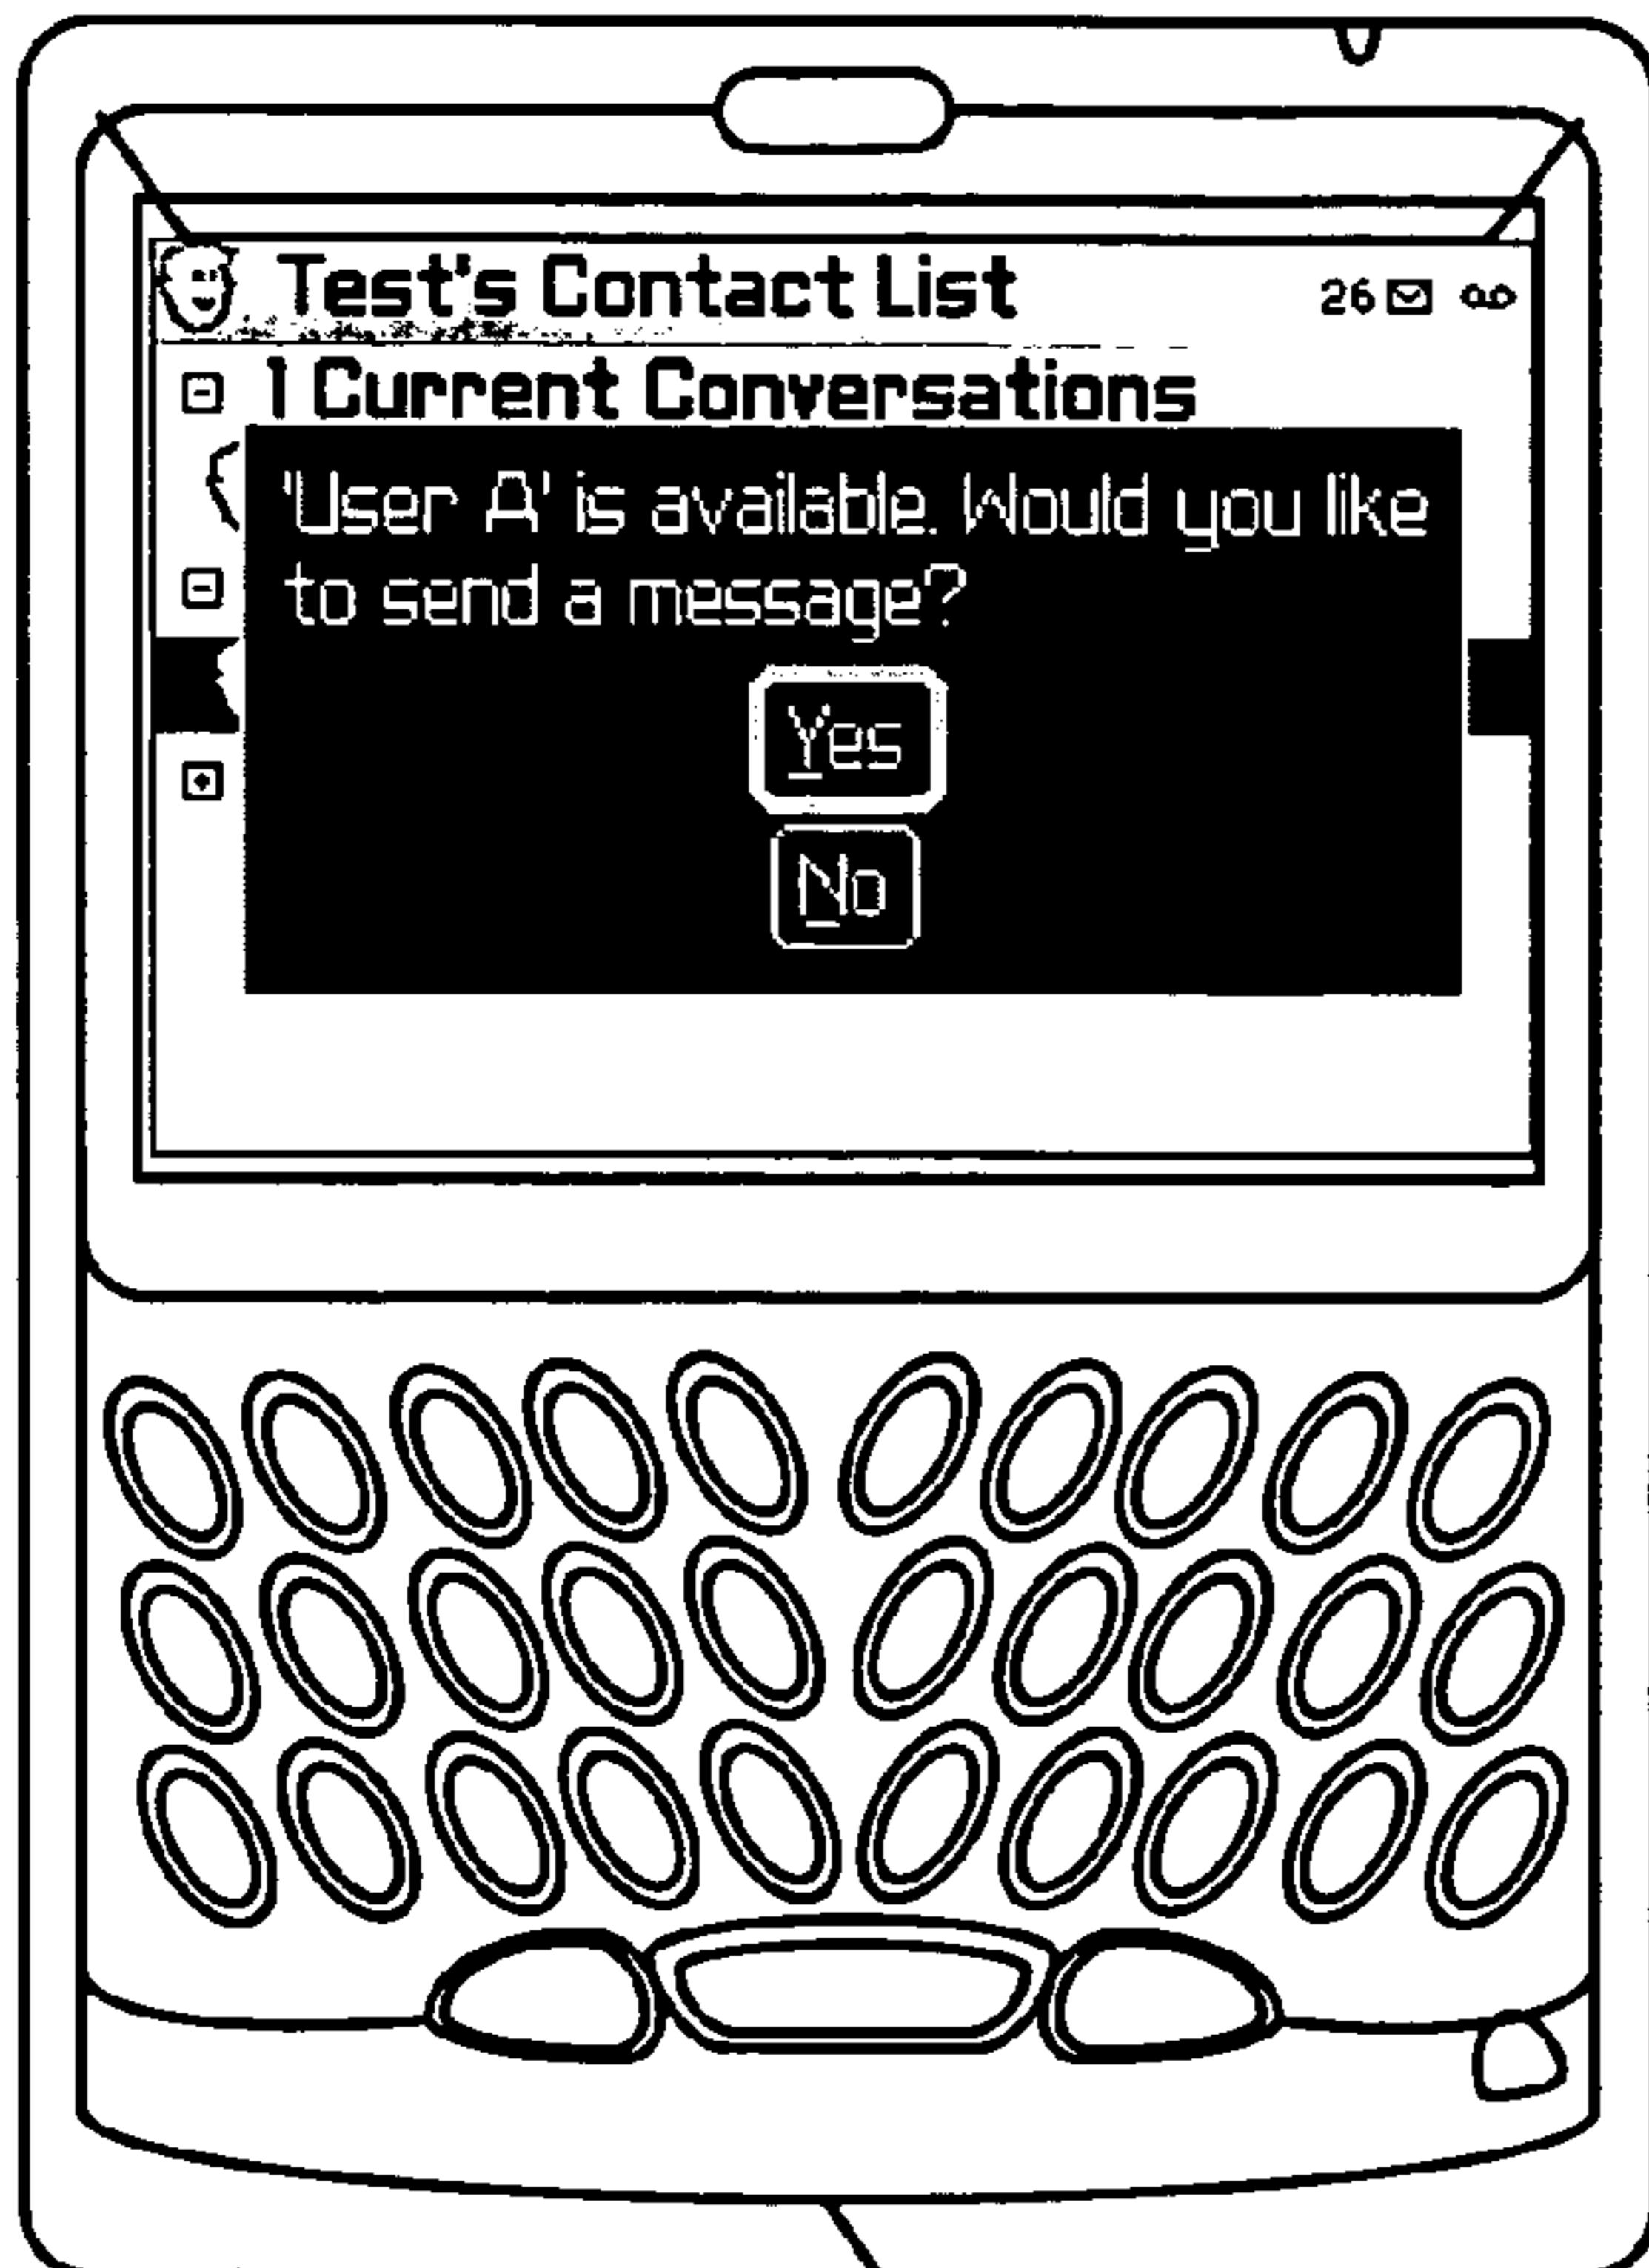 Test's Contact List 26
1 Current Conversations
'User A' is available. Would you like
to send a message?
Yes
No